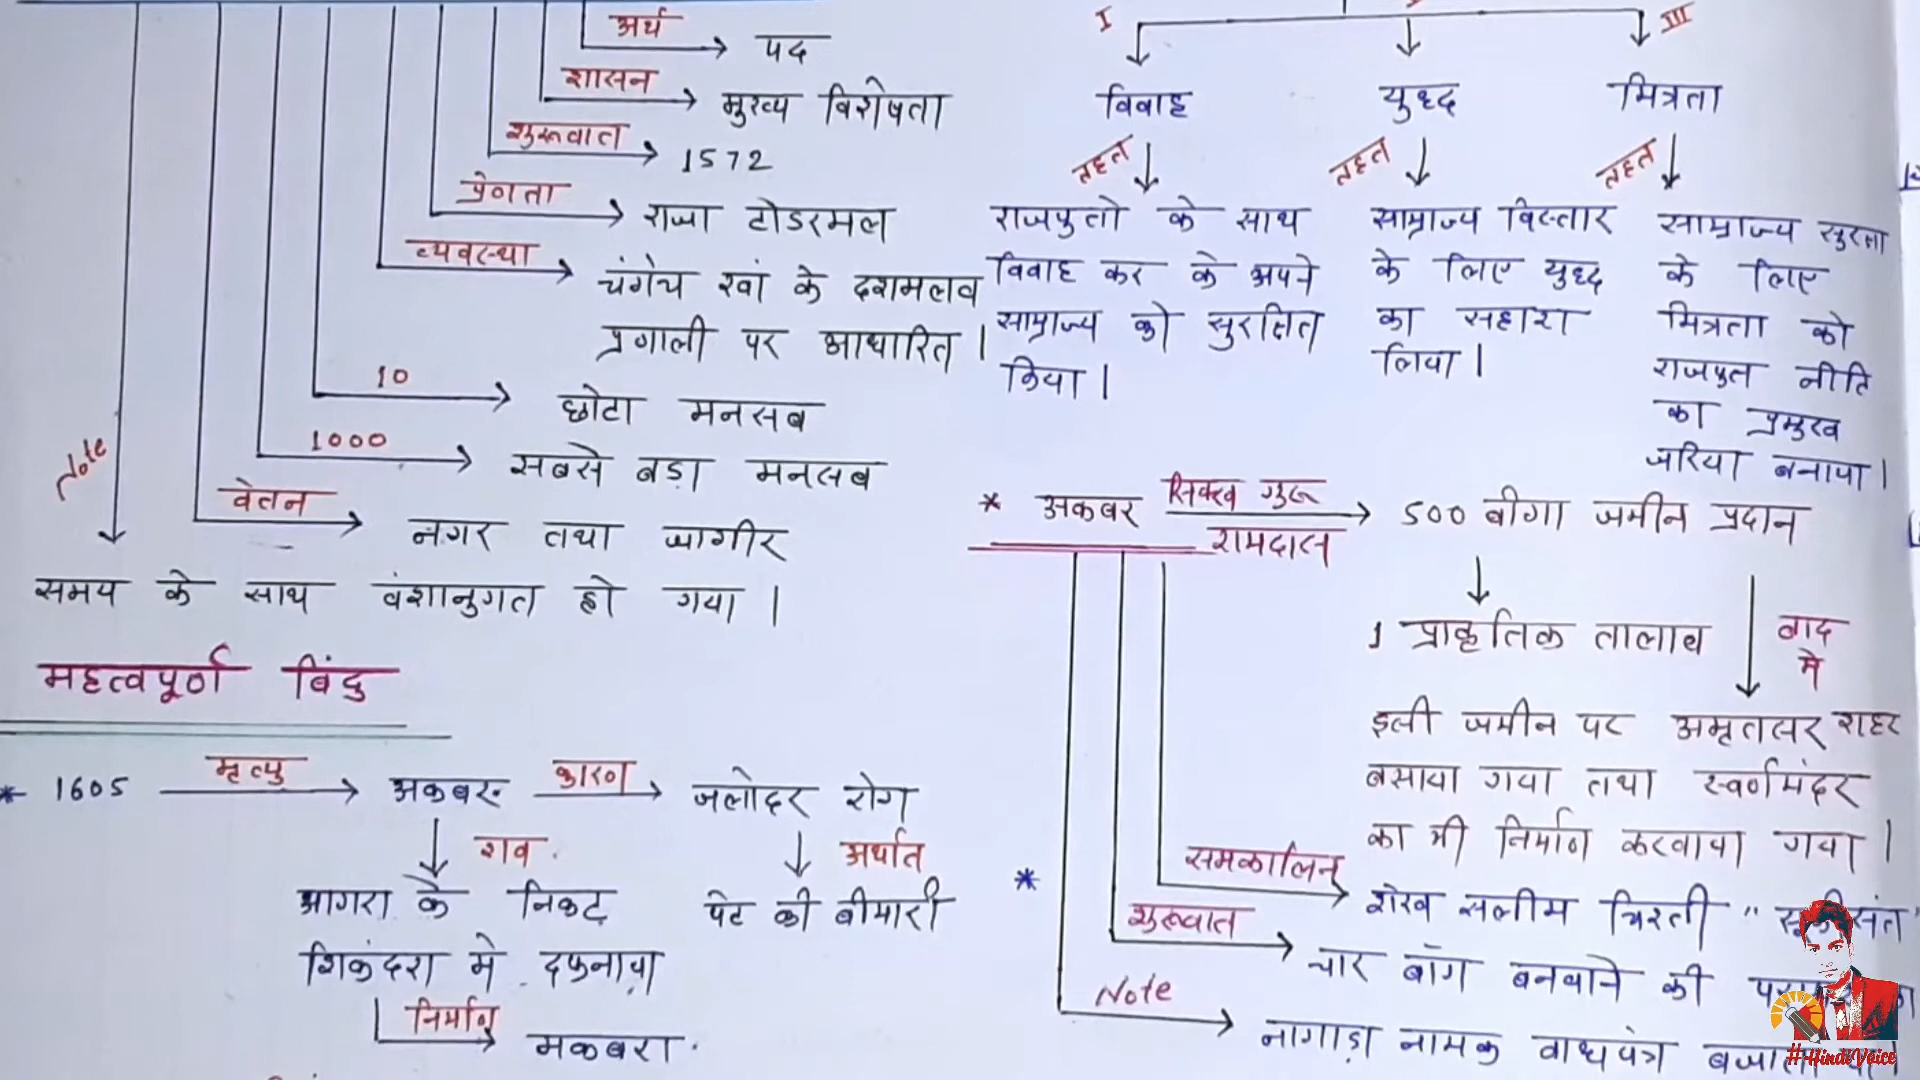 अर्थ
पद
शासन
मुख्य विशेषता
शुरूवात
1572
प्रेणता
राजा टोडरमल
व्यवस्था
चंगेच खां के दशमलव
प्रणाली पर आधारित ।
10
छोटा मनसब
1000
सबसे बड़ा मनसब
वेतन
नगर तथा जागीर
Note
समय के साथ वंशानुगत हो गया ।
महत्वपूर्ण बिंदु
* 1605 मृत्यु अकबर कारण जलोदर रोग
शव अर्थात
आगरा के निकट पेट की बीमारी
शिकंदरा मे दफनाया
निर्माण
मकबरा
I III
विवाह युध्द मित्रता
तहत तहत तहत
राजपुतो के साथ
विवाह कर के अपने
साम्राज्य को सुरक्षित
किया ।
साम्राज्य विस्तार
के लिए युध्द
का सहारा
लिया ।
साम्राज्य सुरक्षा
के लिए
मित्रता को
राजपुत नीति
का प्रमुख
जरिया बनाया ।
* अकबर सिक्ख गुरू रामदास 500 बीगा जमीन प्रदान
1 प्राकृतिक तालाब
बाद
मे
इसी जमीन पर अमृतसर शहर
बसाया गया तथा स्वर्णमंदर
का भी निर्माण करवाया गया ।
*
समकालिन
शेख सलीम चिश्ती " सूफीसंत "
शुरूवात
चार बॉग बनवाने की
Note
नागाड़ा नामक वाध्यंत्र
#HindiVoice